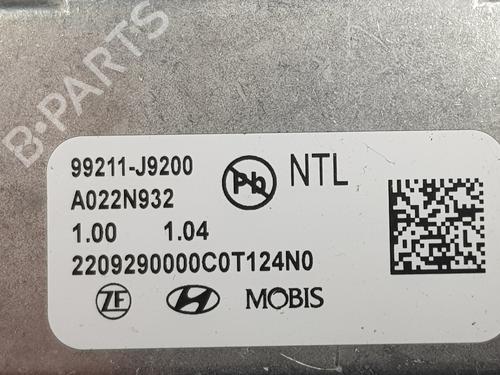 B-PARTS
99211-J9200
Pb
NTL
A022N932
1.00 1.04
2209290000C0T124N0
ZF MOBIS